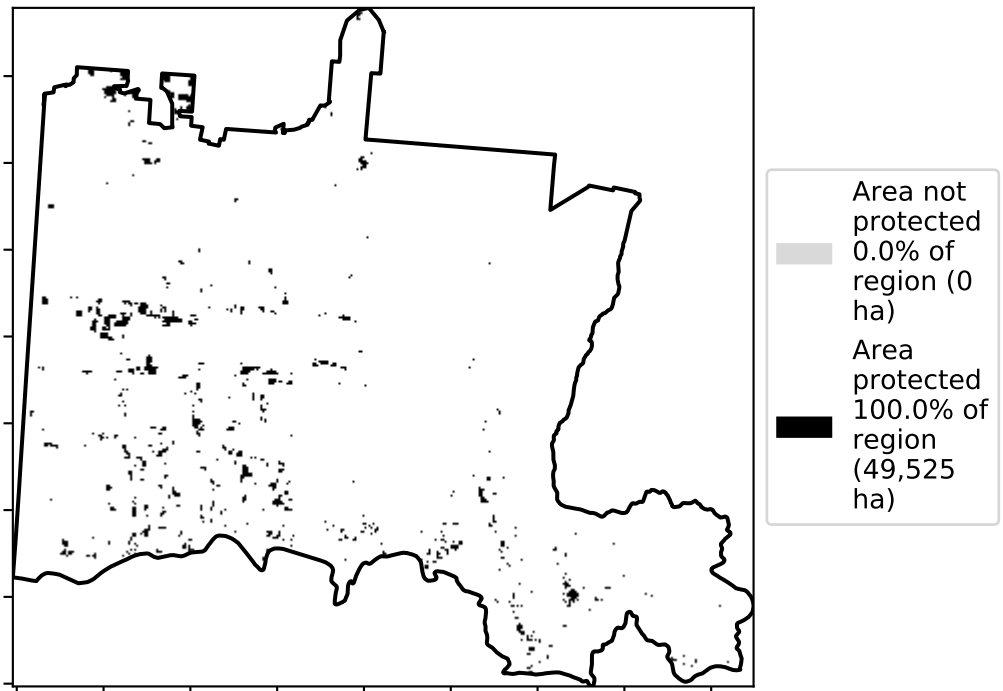 Area not
protected
0.0% of
region (0
ha)
Area
protected
100.0% of
region
(49,525
ha)